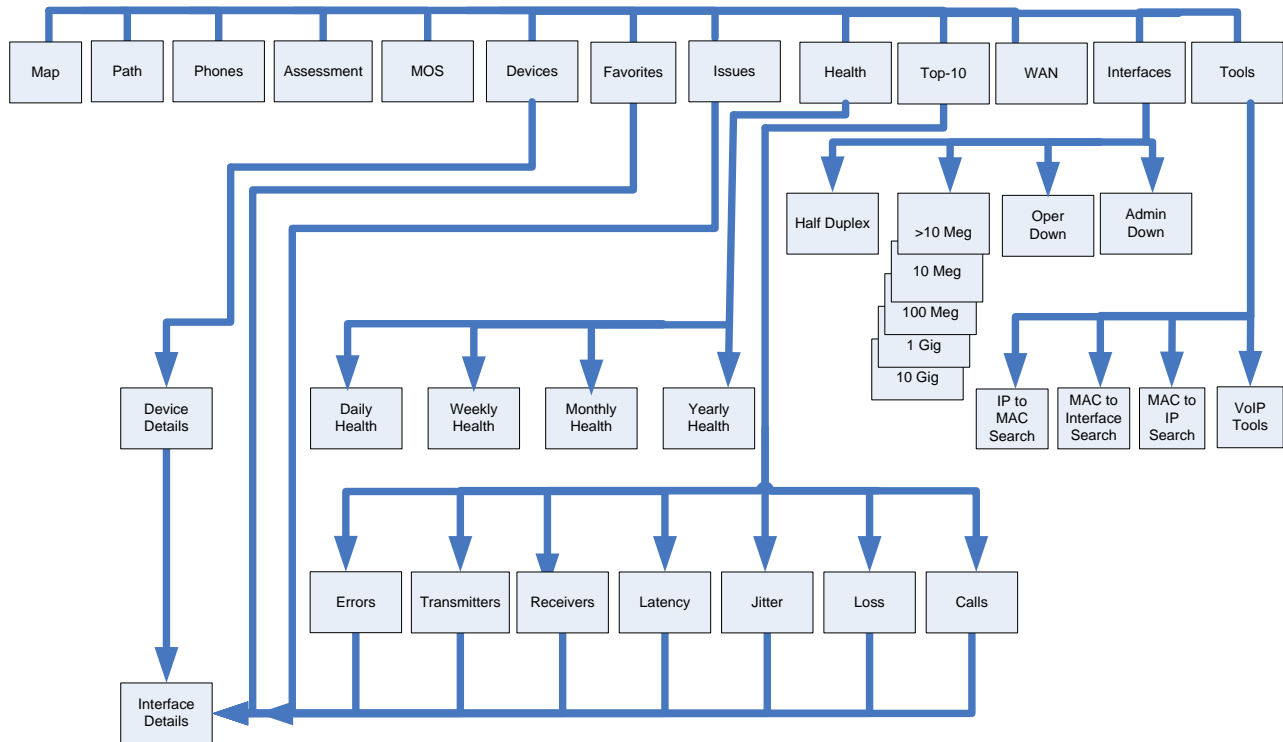 Map
Path
Phones
Assessment
MOS
Devices
Favorites
Issues
Health
Top-10
WAN
Interfaces
Tools
Half Duplex
>10 Meg
10 Meg
100 Meg
1 Gig
10 Gig
Oper
Down
Admin
Down
Device
Details
Daily
Health
Weekly
Health
Monthly
Health
Yearly
Health
IP to
MAC
Search
MAC to
Interface
Search
MAC to
IP
Search
VoIP
Tools
Errors
Transmitters
Receivers
Latency
Jitter
Loss
Calls
Interface
Details